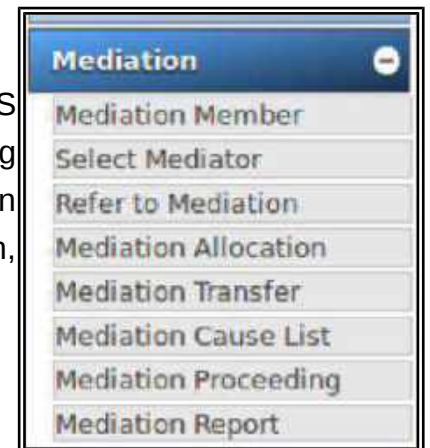 Mediation
S
Mediation Member
g
Select Mediator
n
Refer to Mediation
n,
Mediation Allocation
Mediation Transfer
Mediation Cause List
Mediation Proceeding
Mediation Report